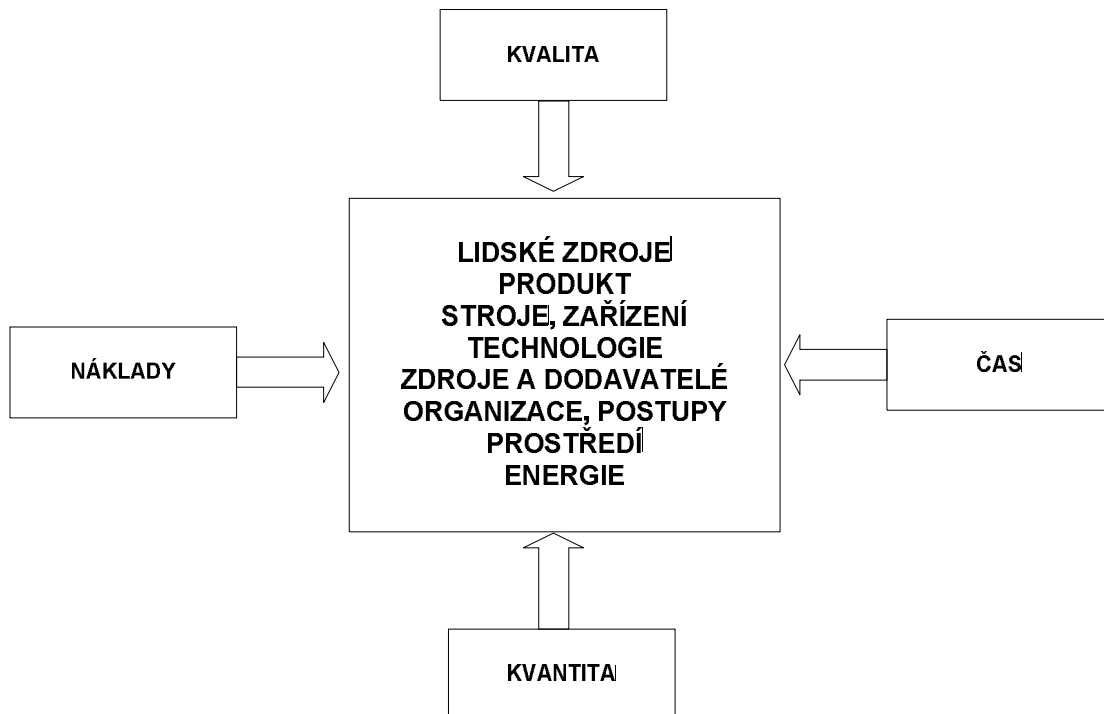 KVALITA
LIDSKÉ ZDROJE
PRODUKT
STROJE, ZAŘÍZENÍ
TECHNOLOGIE
ZDROJE A DODAVATELÉ
ORGANIZACE, POSTUPY
PROSTŘEDÍ
ENERGIE
NÁKLADY
ČAS
KVANTITA